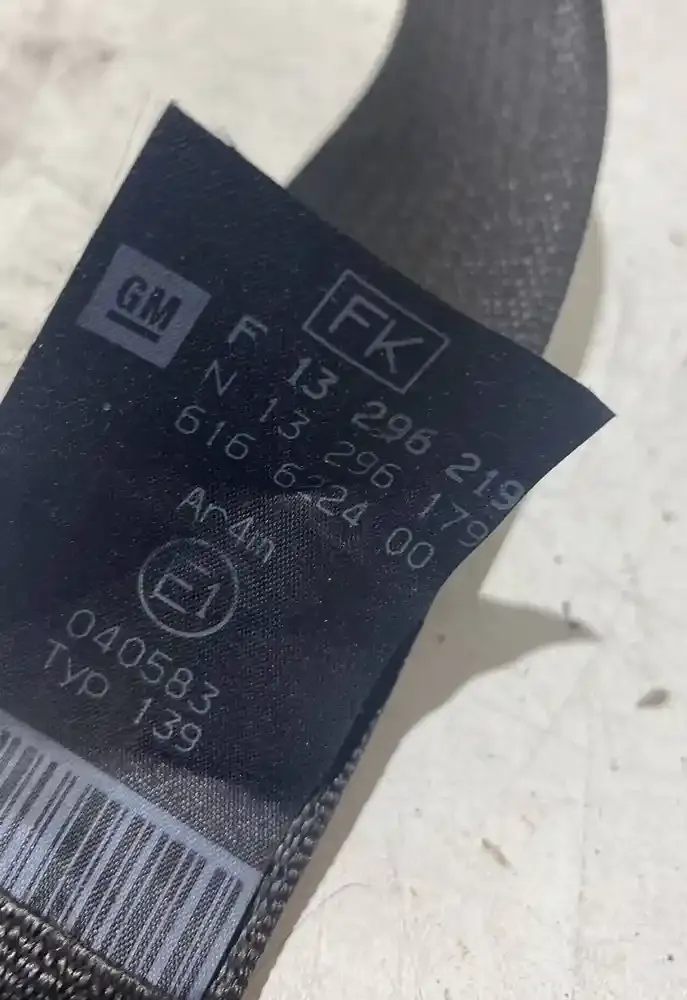 GM
FK
F 13 296 219
N 13 296 179
616 6224 00
Ar4m
E1
040583
Typ 139